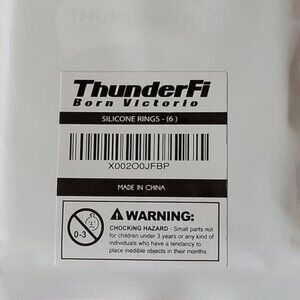 ThunderFi
Born Victorio
SILICONE RINGS - (6)
X002O0JFBP
MADE IN CHINA
0-3
WARNING:
CHOCKING HAZARD - Small parts not
for children under 3 years or any kind of
individuals who have a tendency to
place inedible objects in their months